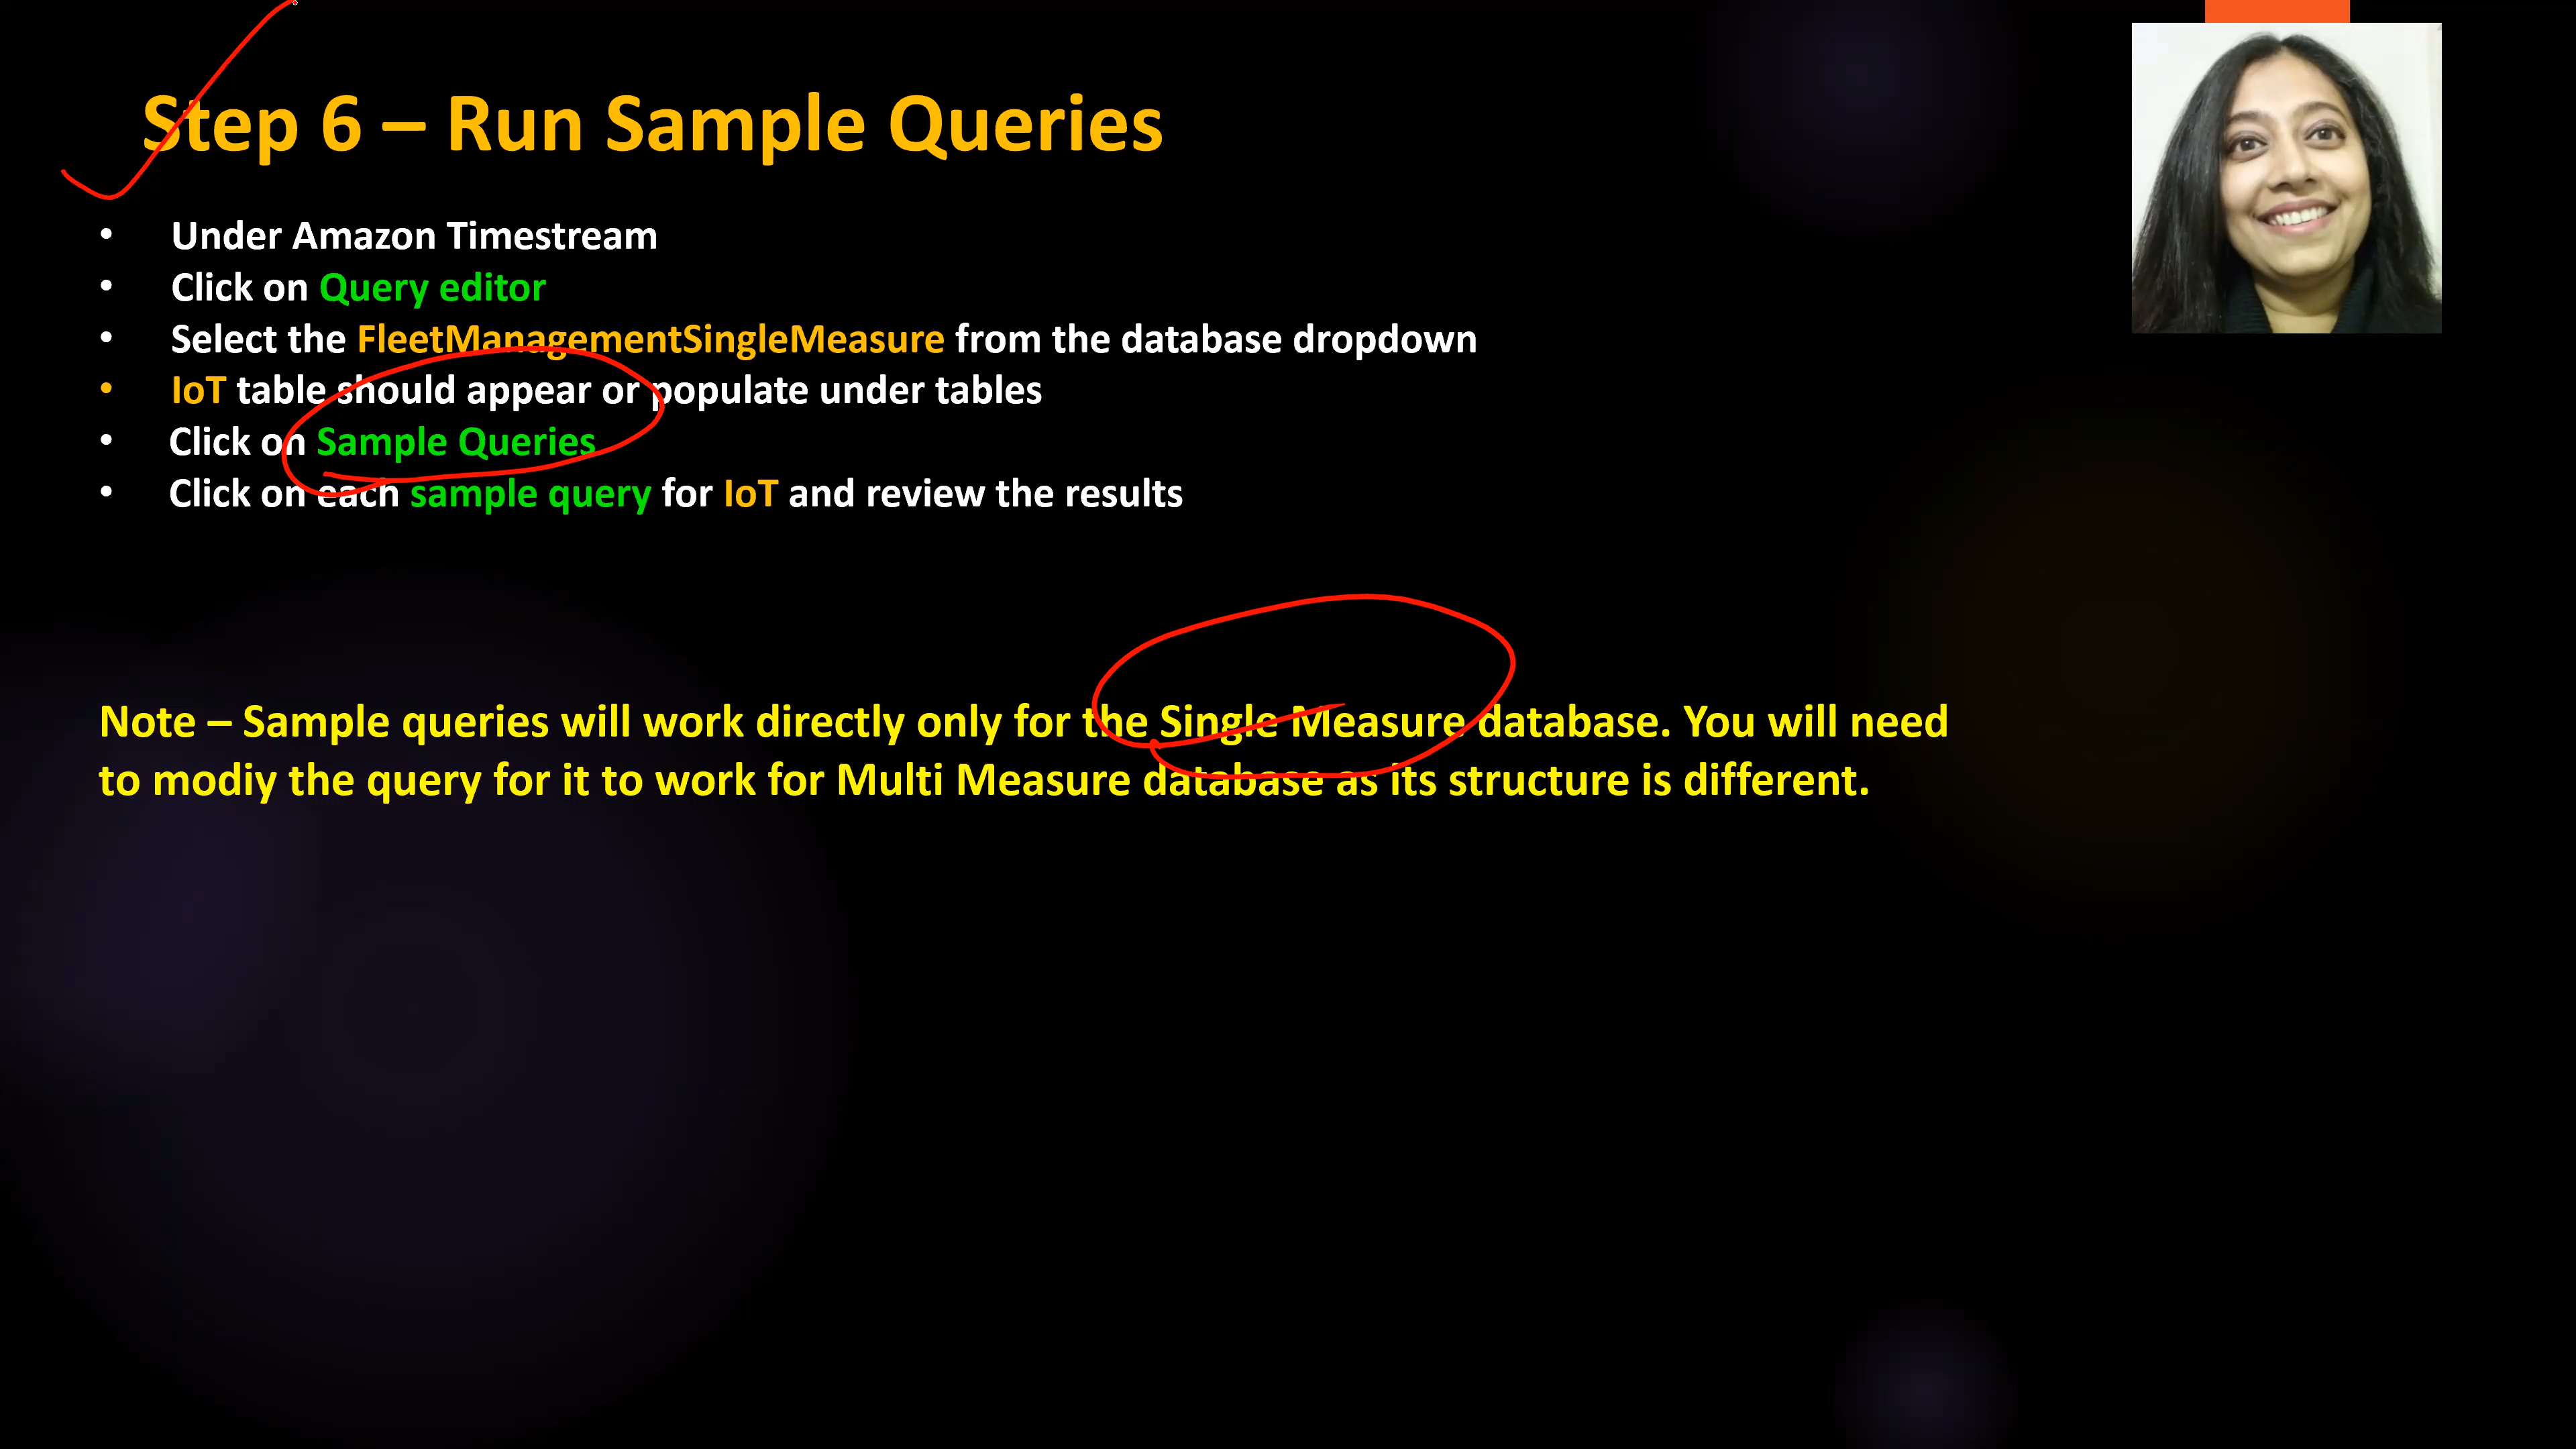 Step 6 – Run Sample Queries
• Under Amazon Timestream
• Click on Query editor
• Select the FleetManagementSingleMeasure from the database dropdown
• IoT table should appear or populate under tables
• Click on Sample Queries
• Click on each sample query for IoT and review the results
Note – Sample queries will work directly only for the Single Measure database. You will need
to modiy the query for it to work for Multi Measure database as its structure is different.